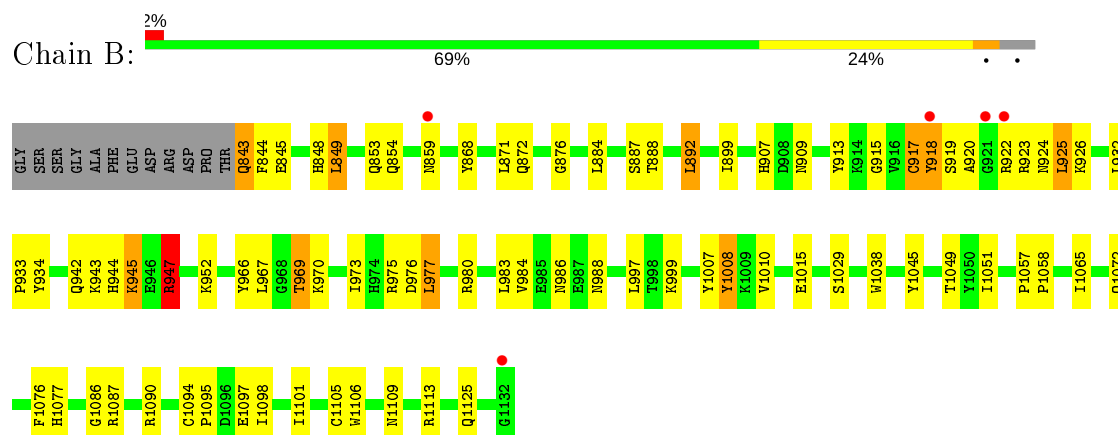 2%
Chain B:
69% 24% • •
GLY SER SER GLY ALA PHE GLU ASP ARG ASP PRO THR Q843 F844 E845 H848 L849 Q853 Q854 N859 Y868 L871 Q872 G876 L884 S887 T888 L892 I899 H907 D908 N909 Y913 K914 G915 V916 C917 Y918 S919 A920 G921 R922 R923 N924 L925 K926 L932
P933 Y934 Q942 K943 H944 K945 E946 R947 K952 Y966 L967 G968 T969 K970 I973 H974 R975 D976 L977 R980 L983 V984 E985 N986 E987 N988 L997 T998 K999 Y1007 Y1008 K1009 V1010 E1015 S1029 W1038 Y1045 T1049 Y1050 I1051 P1057 P1058 I1065 Q1072
F1076 H1077 G1086 R1087 R1090 C1094 P1095 D1096 E1097 I1098 I1101 C1105 W1106 N1109 R1113 Q1125 G1132